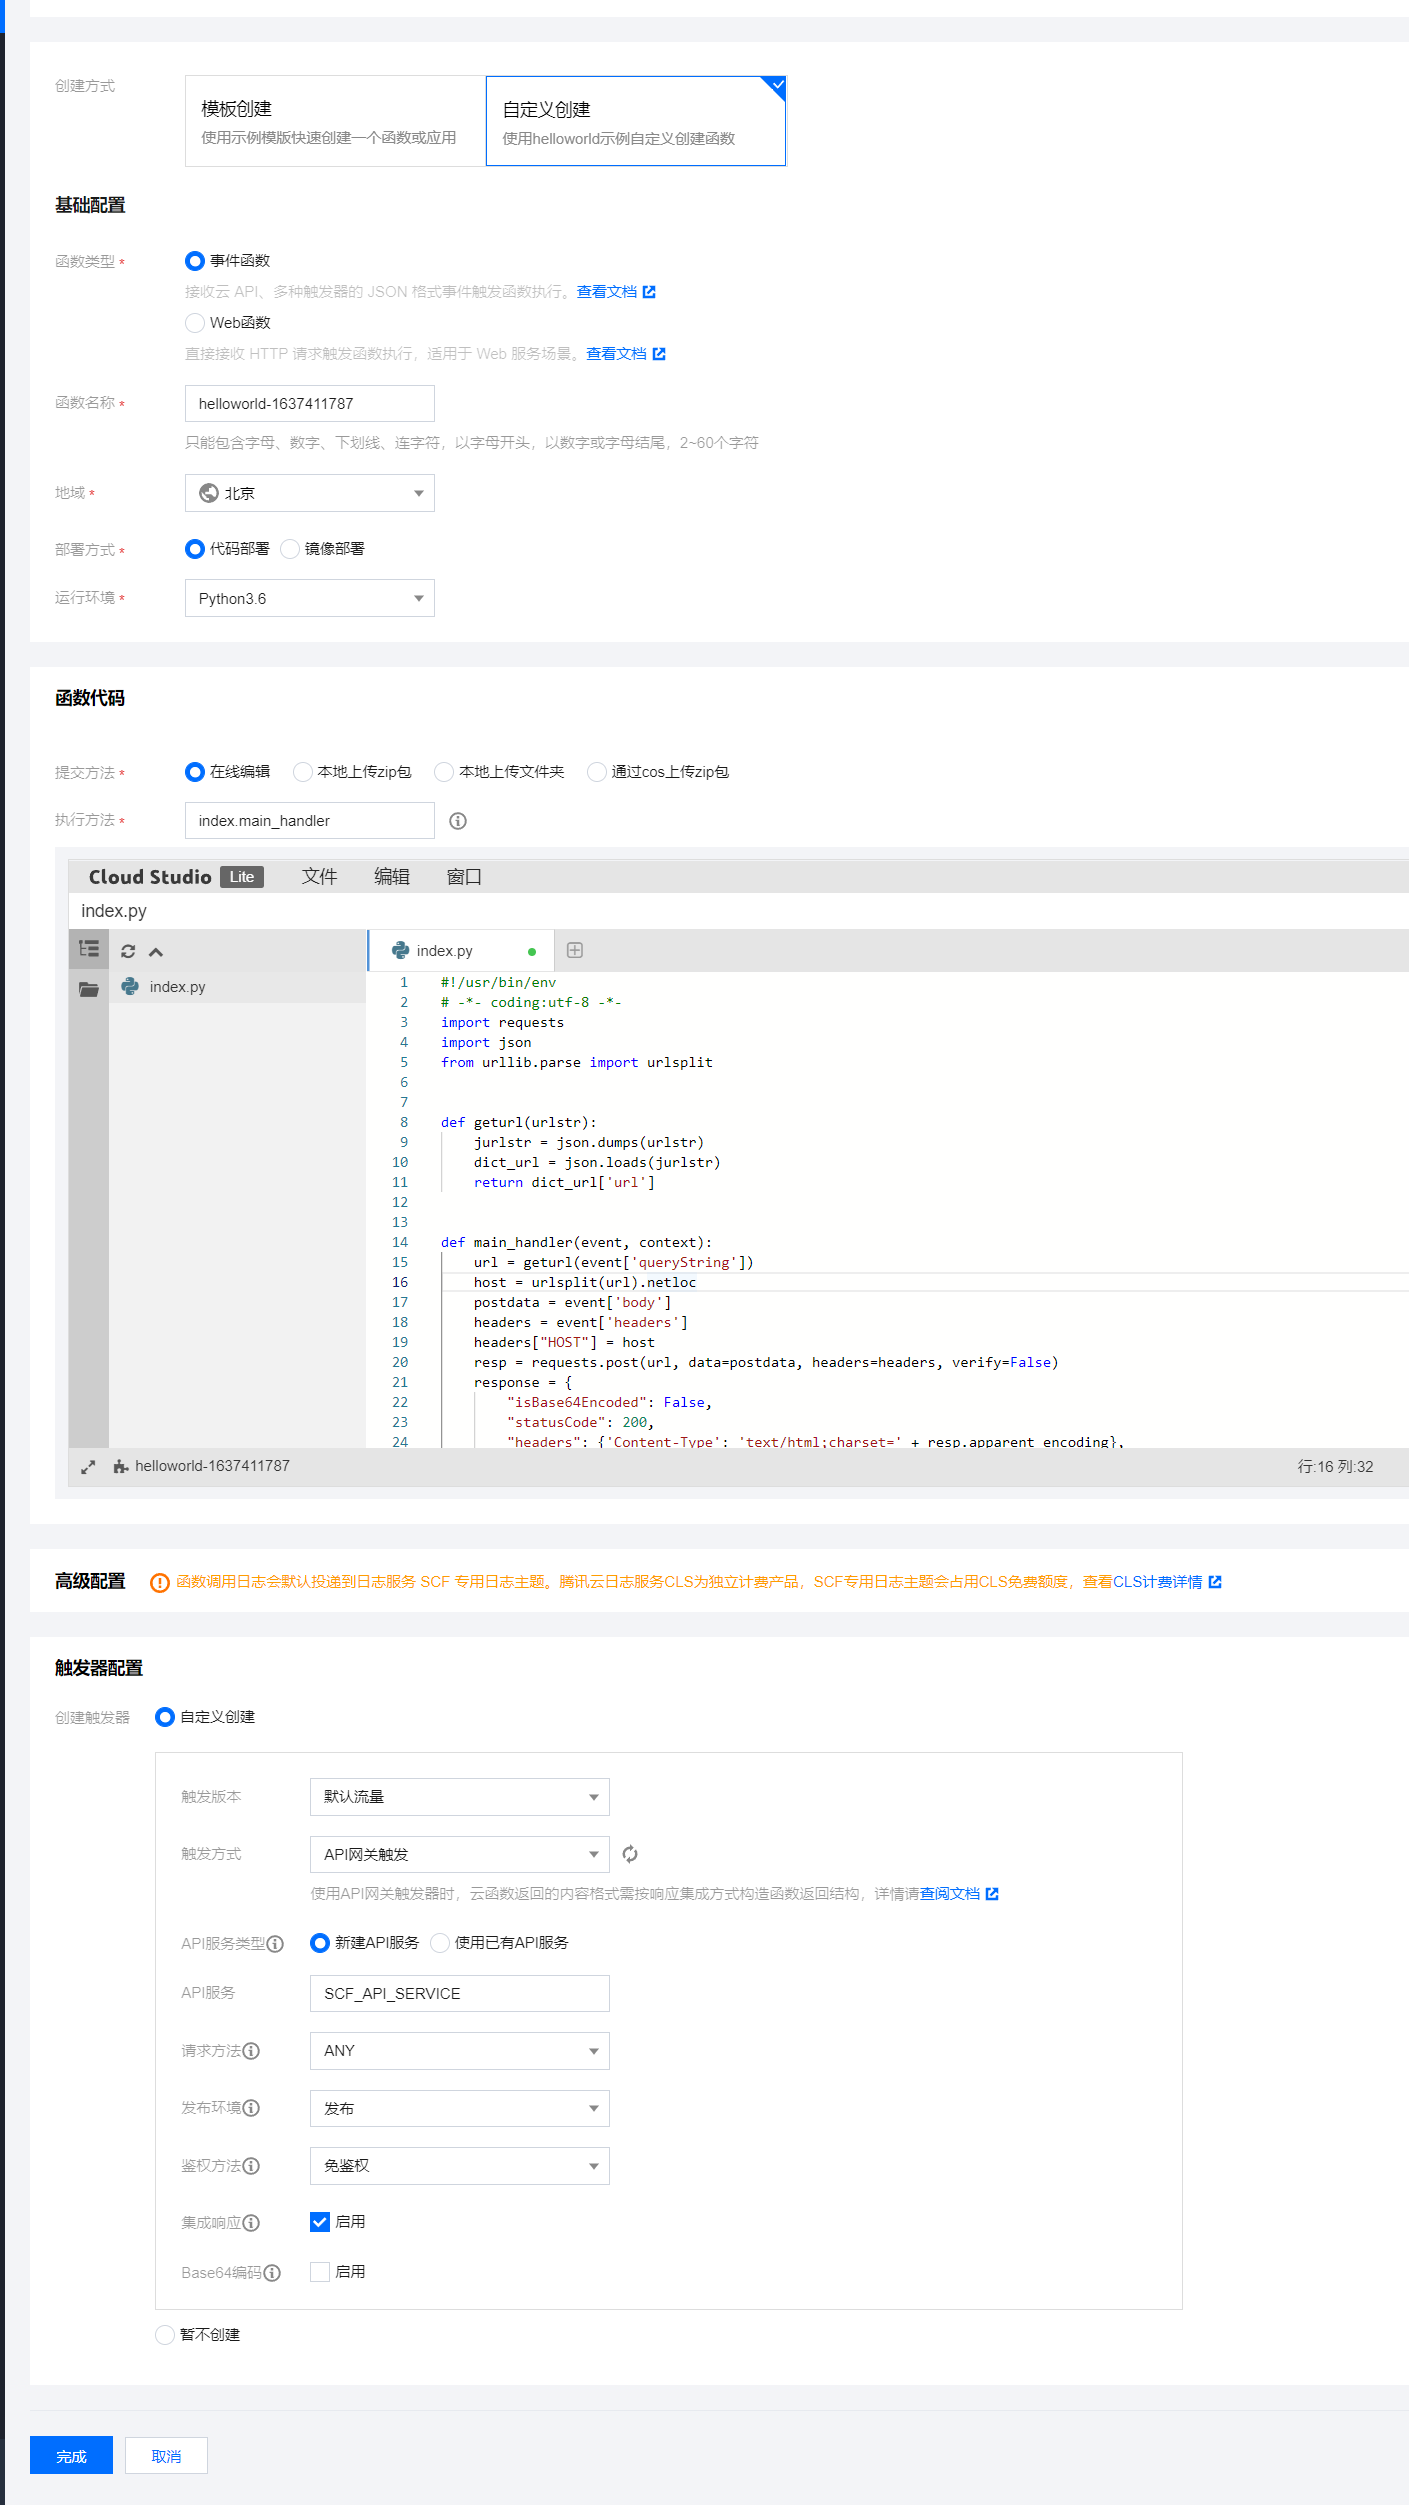 创建方式
模板创建
使用示例模版快速创建一个函数或应用
自定义创建
使用helloworld示例自定义创建函数
基础配置
函数类型 *
事件函数
接收云 API、多种触发器的 JSON 格式事件触发函数执行。查看文档
Web函数
直接接收 HTTP 请求触发函数执行，适用于 Web 服务场景。查看文档
函数名称 *
helloworld-1637411787
只能包含字母、数字、下划线、连字符，以字母开头，以数字或字母结尾，2~60个字符
地域 *
北京
部署方式 *
代码部署 镜像部署
运行环境 *
Python3.6
函数代码
提交方法 *
在线编辑 本地上传zip包 本地上传文件夹 通过cos上传zip包
执行方法 *
index.main_handler
Cloud Studio Lite 文件 编辑 窗口
index.py
index.py
index.py
1 #!/usr/bin/env
2 # -*- coding:utf-8 -*-
3 import requests
4 import json
5 from urllib.parse import urlsplit
6
7
8 def geturl(urlstr):
9 jurlstr = json.dumps(urlstr)
10 dict_url = json.loads(jurlstr)
11 return dict_url['url']
12
13
14 def main_handler(event, context):
15 url = geturl(event['queryString'])
16 host = urlsplit(url).netloc
17 postdata = event['body']
18 headers = event['headers']
19 headers["HOST"] = host
20 resp = requests.post(url, data=postdata, headers=headers, verify=False)
21 response = {
22 "isBase64Encoded": False,
23 "statusCode": 200,
24 "headers": {'Content-Type': 'text/html;charset=' + resp.apparent_encoding},
helloworld-1637411787
行:16 列:32
高级配置
函数调用日志会默认投递到日志服务 SCF 专用日志主题。腾讯云日志服务CLS为独立计费产品，SCF专用日志主题会占用CLS免费额度，查看CLS计费详情
触发器配置
创建触发器
自定义创建
触发版本
默认流量
触发方式
API网关触发
使用API网关触发器时，云函数返回的内容格式需按响应集成方式构造函数返回结构，详情请查阅文档
API服务类型
新建API服务 使用已有API服务
API服务
SCF_API_SERVICE
请求方法
ANY
发布环境
发布
鉴权方法
免鉴权
集成响应
启用
Base64编码
启用
暂不创建
完成 取消